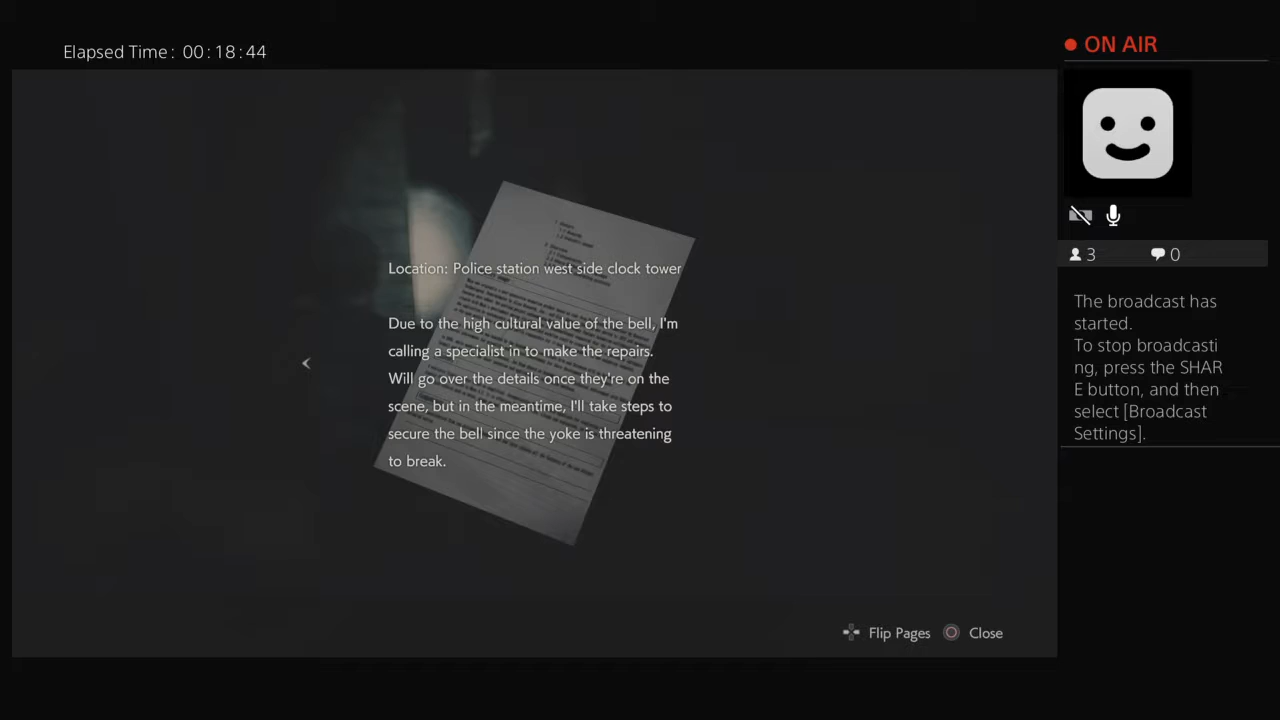 Elapsed Time: 00:18:44
ON AIR
3
0
The broadcast has
started.
To stop broadcasti
ng, press the SHAR
E button, and then
select [Broadcast
Settings].
Location: Police station west side clock tower
Due to the high cultural value of the bell, I'm
calling a specialist in to make the repairs.
Will go over the details once they're on the
scene, but in the meantime, I'll take steps to
secure the bell since the yoke is threatening
to break.
Flip Pages
Close